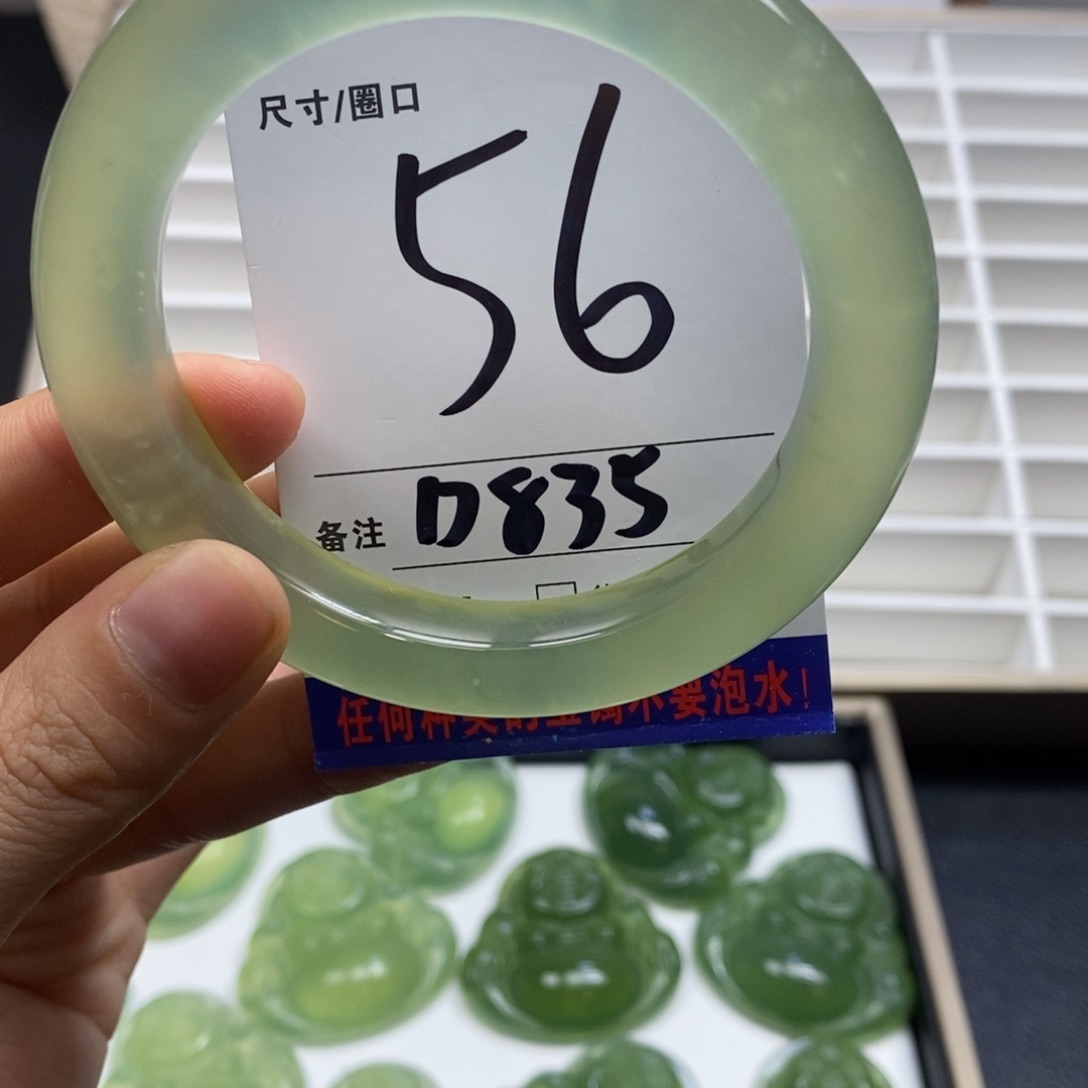 尺寸/圈口
56
备注 D835
任何种类的玉镯不要泡水!